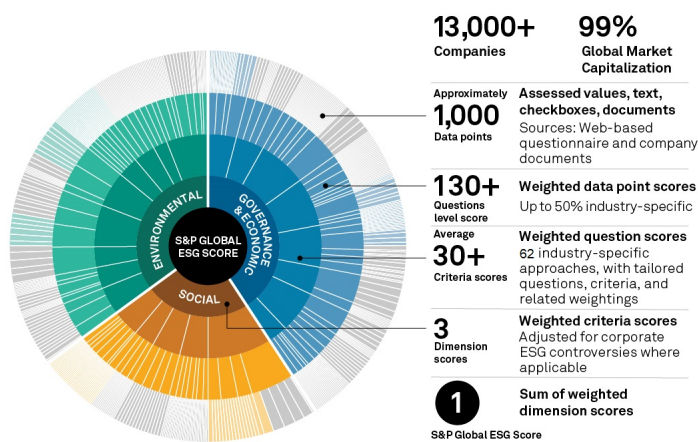 13,000+
Companies
99%
Global Market
Capitalization
Approximately
1,000
Data points
Assessed values, text,
checkboxes, documents
Sources: Web-based
questionnaire and company
documents
130+
Questions
level score
Weighted data point scores
Up to 50% industry-specific
Average
30+
Criteria scores
Weighted question scores
62 industry-specific
approaches, with tailored
questions, criteria, and
related weightings
3
Dimension
scores
Weighted criteria scores
Adjusted for corporate
ESG controversies where
applicable
1
S&P Global ESG Score
Sum of weighted
dimension scores
ENVIRONMENTAL
GOVERNANCE
& ECONOMIC
S&P GLOBAL
ESG SCORE
SOCIAL